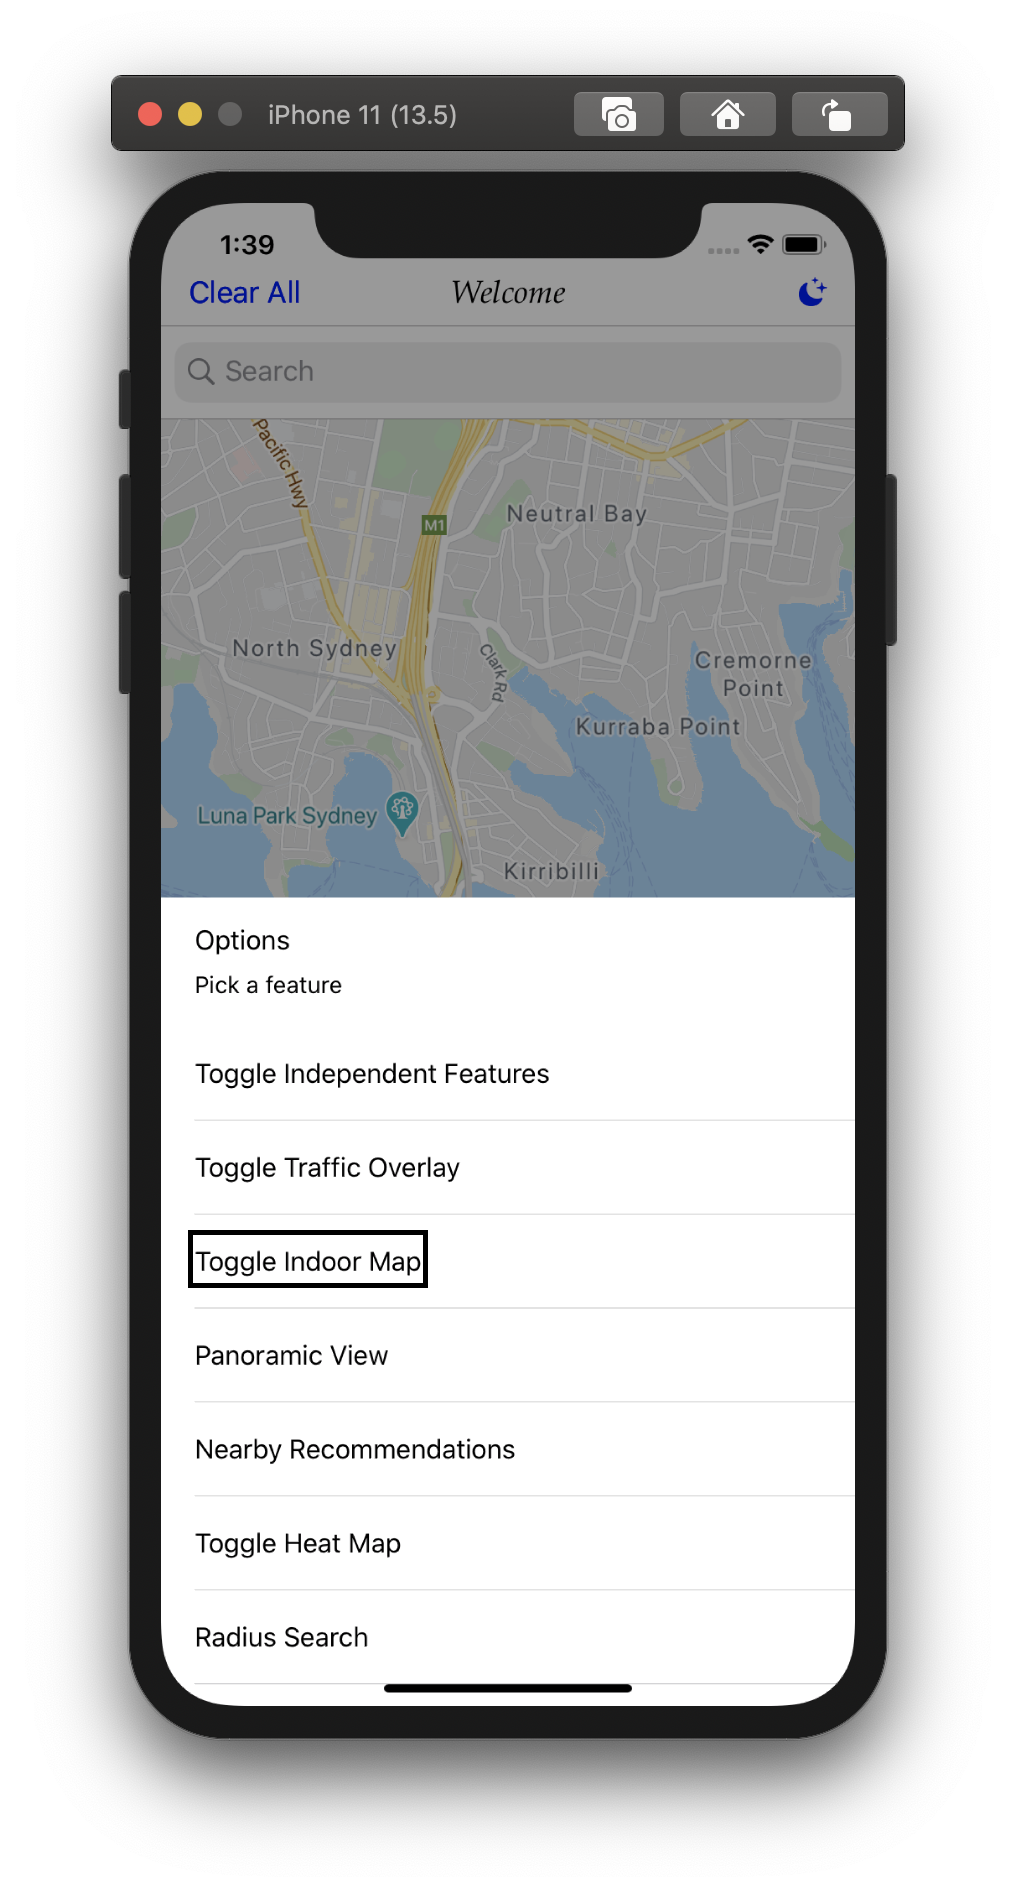 iPhone 11 (13.5)
1:39
Clear All
Welcome
Search
Pacific Hwy
M1
Neutral Bay
North Sydney
Clark Rd
Cremorne
Point
Kurraba Point
Luna Park Sydney
Kirribilli
Options
Pick a feature
Toggle Independent Features
Toggle Traffic Overlay
Toggle Indoor Map
Panoramic View
Nearby Recommendations
Toggle Heat Map
Radius Search